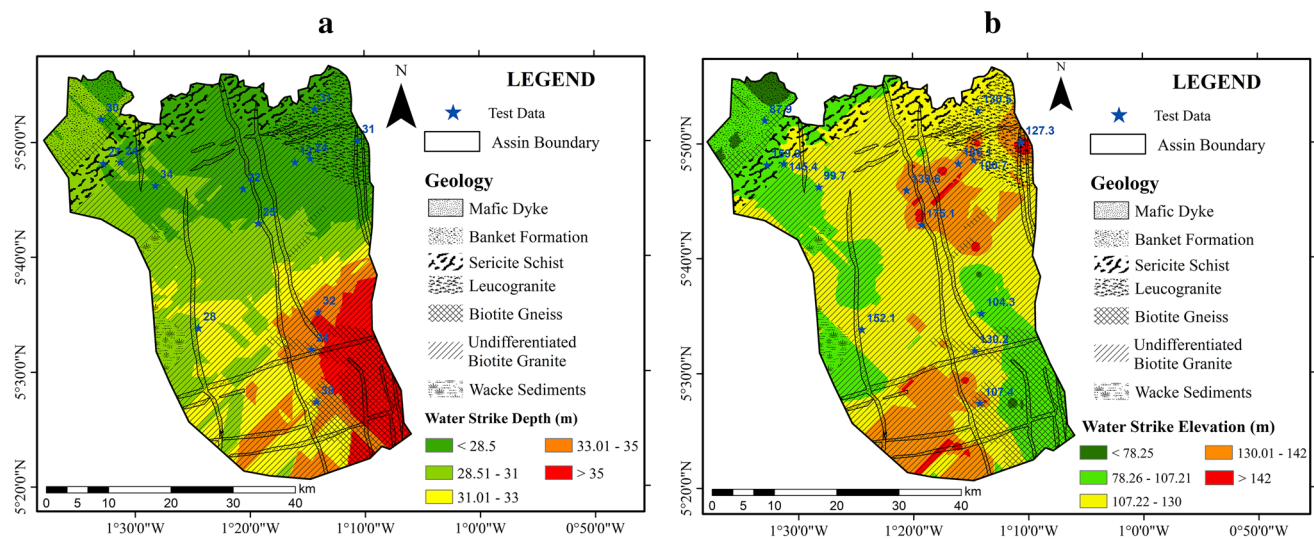 a
b
N
LEGEND
Test Data
Assin Boundary
Geology
Mafic Dyke
Banket Formation
Sericite Schist
Leucogranite
Biotite Gneiss
Undifferentiated
Biotite Granite
Wacke Sediments
Water Strike Depth (m)
< 28.5
28.51 - 31
31.01 - 33
33.01 - 35
> 35
30
31
34
22
25
28
32
34
39
km
0 5 10 20 30 40
5°50'0"N
5°40'0"N
5°30'0"N
5°20'0"N
1°30'0"W
1°20'0"W
1°10'0"W
1°0'0"W
0°50'0"W
N
LEGEND
Test Data
Assin Boundary
Geology
Mafic Dyke
Banket Formation
Sericite Schist
Leucogranite
Biotite Gneiss
Undifferentiated
Biotite Granite
Wacke Sediments
Water Strike Elevation (m)
< 78.25
78.26 - 107.21
107.22 - 130
130.01 - 142
> 142
87.9
127.3
145.4
99.7
178.1
104.3
152.1
130.2
km
0 5 10 20 30 40
5°50'0"N
5°40'0"N
5°30'0"N
5°20'0"N
1°30'0"W
1°20'0"W
1°10'0"W
1°0'0"W
0°50'0"W